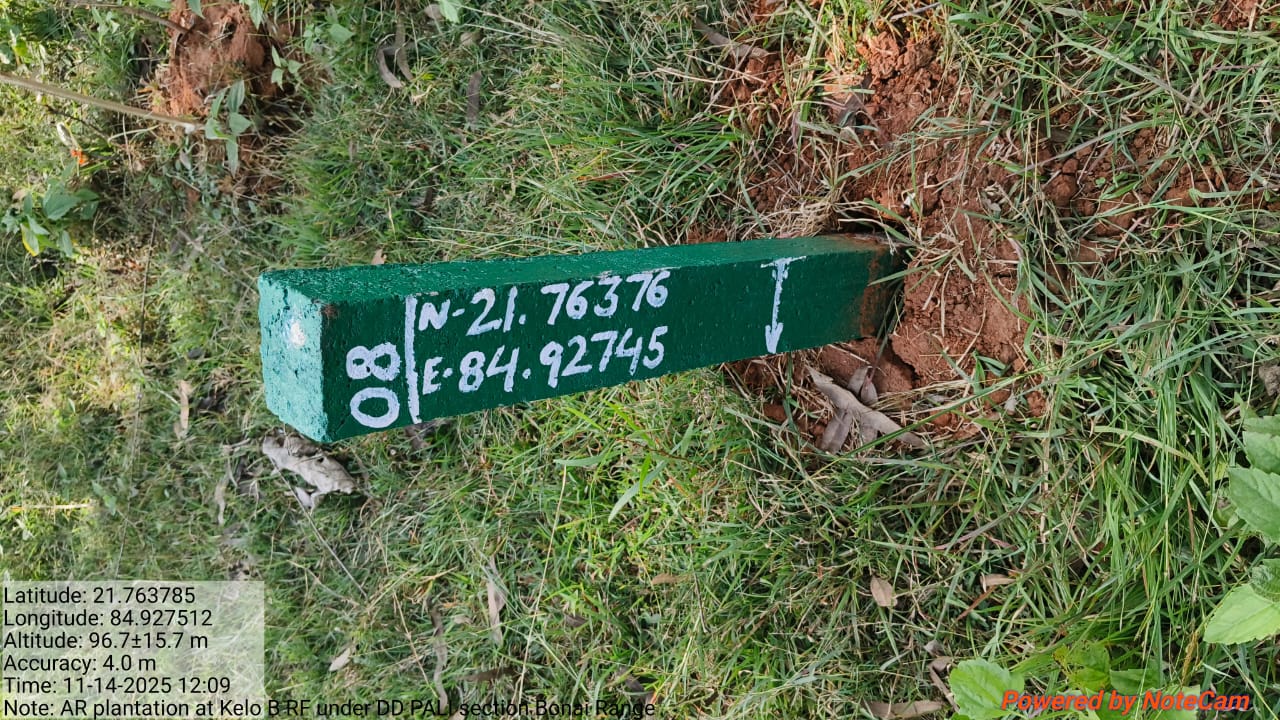 08
N-21.76376
E-84.92745
Latitude: 21.763785
Longitude: 84.927512
Altitude: 96.7±15.7 m
Accuracy: 4.0 m
Time: 11-14-2025 12:09
Note: AR plantation at Kelo B RF under DD PALI section Bonai Range
Powered by NoteCam